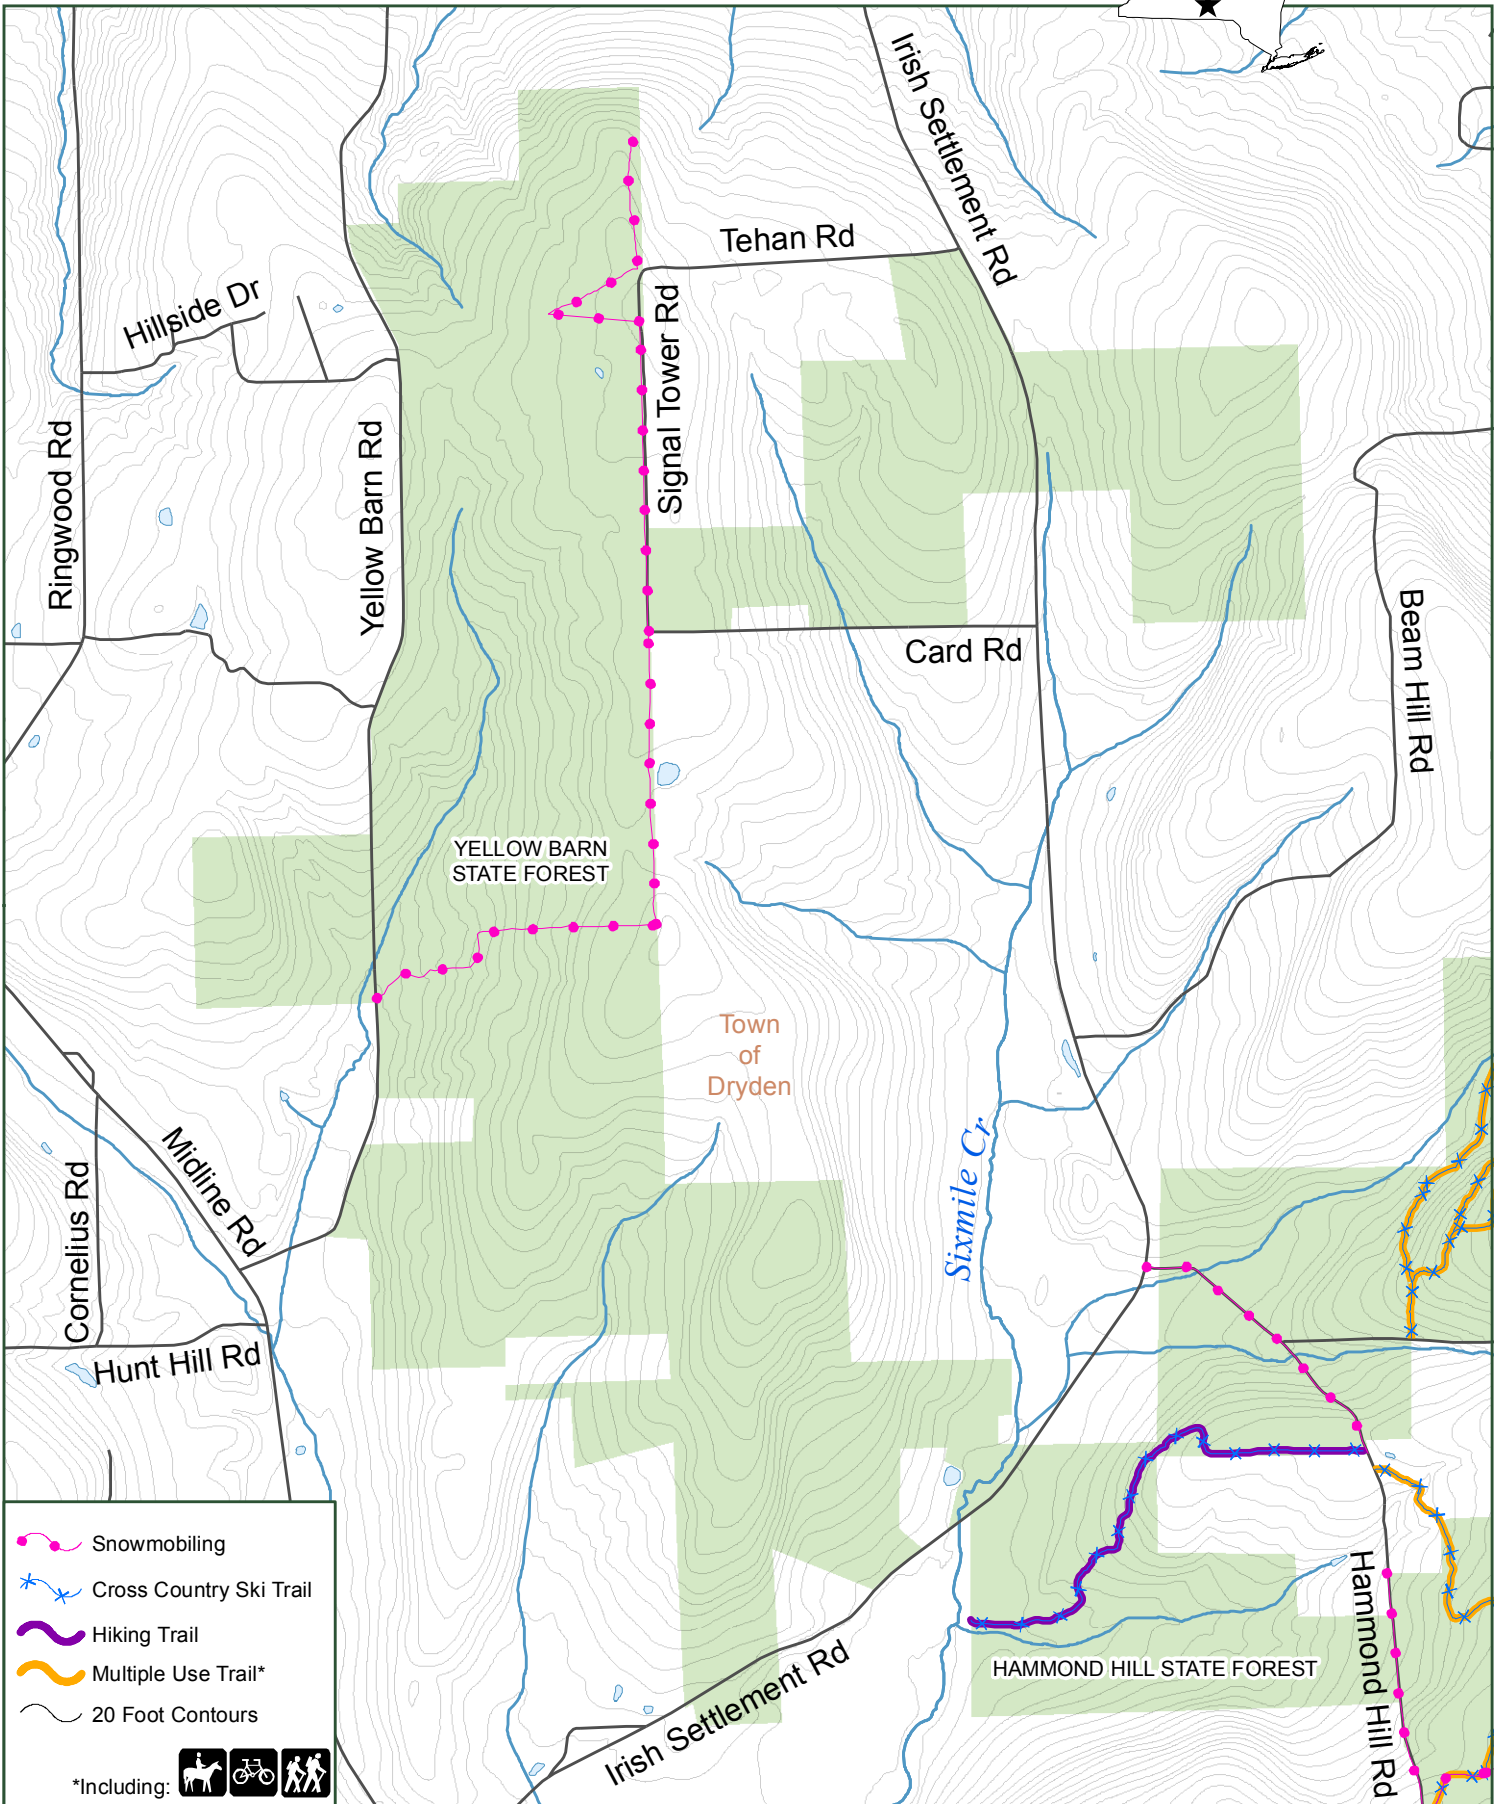 Irish Settlement Rd
Tehan Rd
Hillside Dr
Signal Tower Rd
Ringwood Rd
Yellow Barn Rd
Beam Hill Rd
Card Rd
YELLOW BARN
STATE FOREST
Town
of
Dryden
Sixmile Cr
Midline Rd
Cornelius Rd
Hunt Hill Rd
Hammond Hill Rd
HAMMOND HILL STATE FOREST
Irish Settlement Rd
Snowmobiling
Cross Country Ski Trail
Hiking Trail
Multiple Use Trail*
20 Foot Contours
*Including: